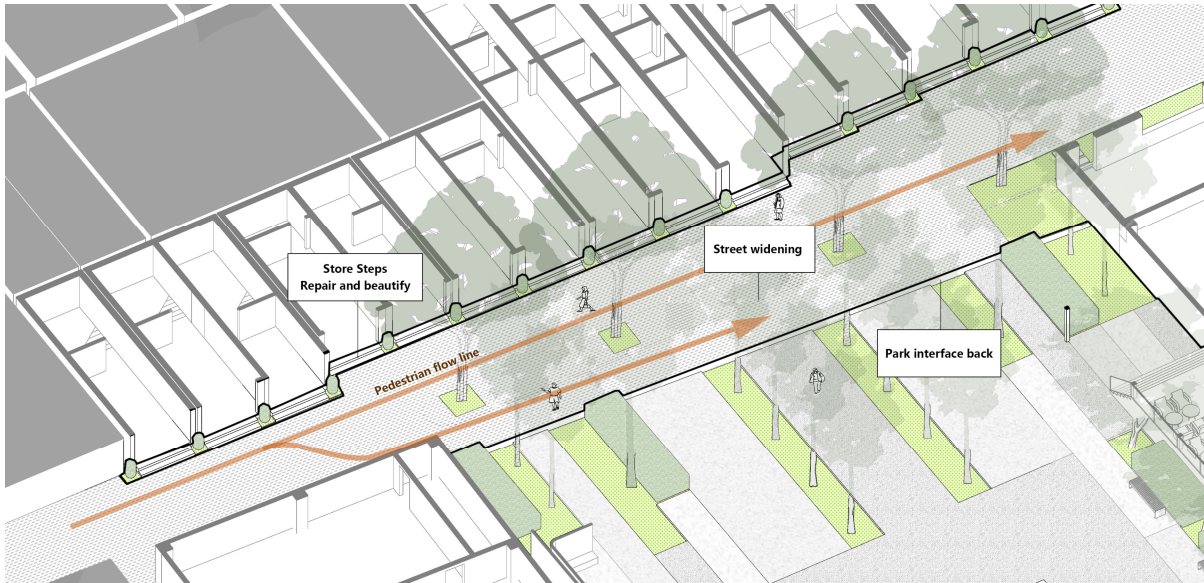 Store Steps
Repair and beautify
Street widening
Pedestrian flow line
Park interface back